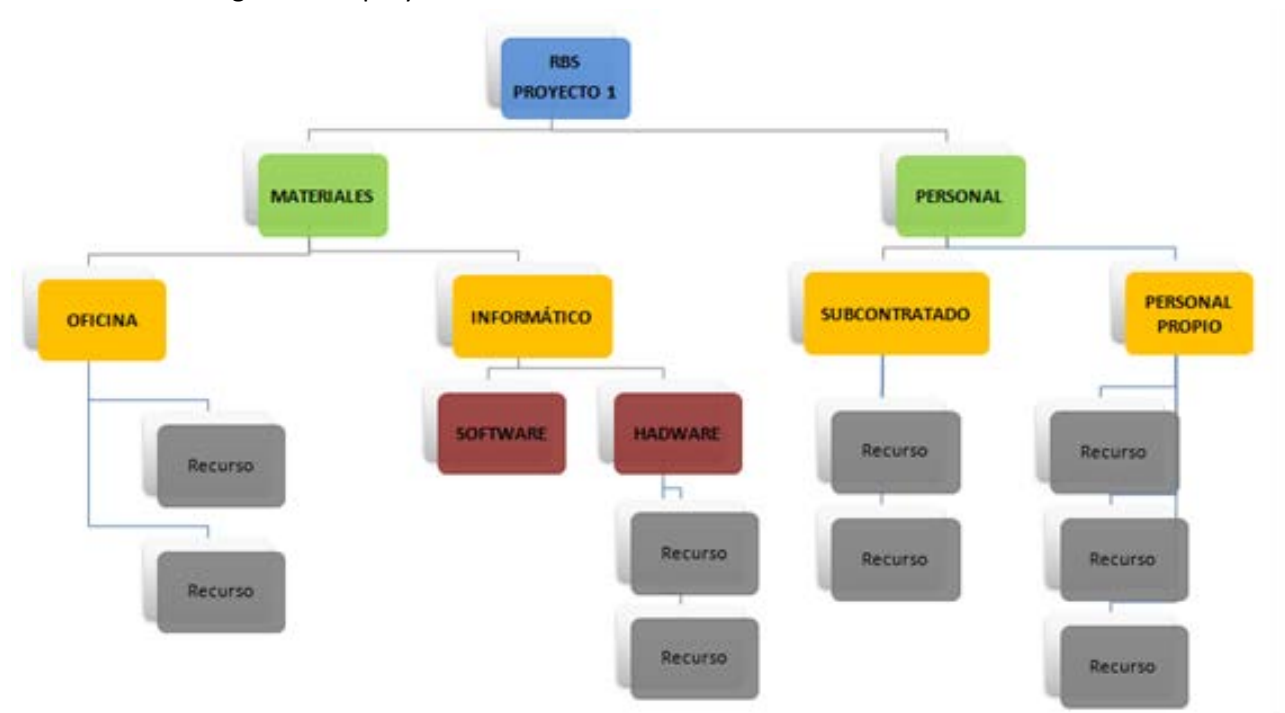 RBS
PROYECTO 1
MATERIALES
PERSONAL
OFICINA
INFORMÁTICO
SUBCONTRATADO
PERSONAL
PROPIO
SOFTWARE
HADWARE
Recurso
Recurso
Recurso
Recurso
Recurso
Recurso
Recurso
Recurso
Recurso